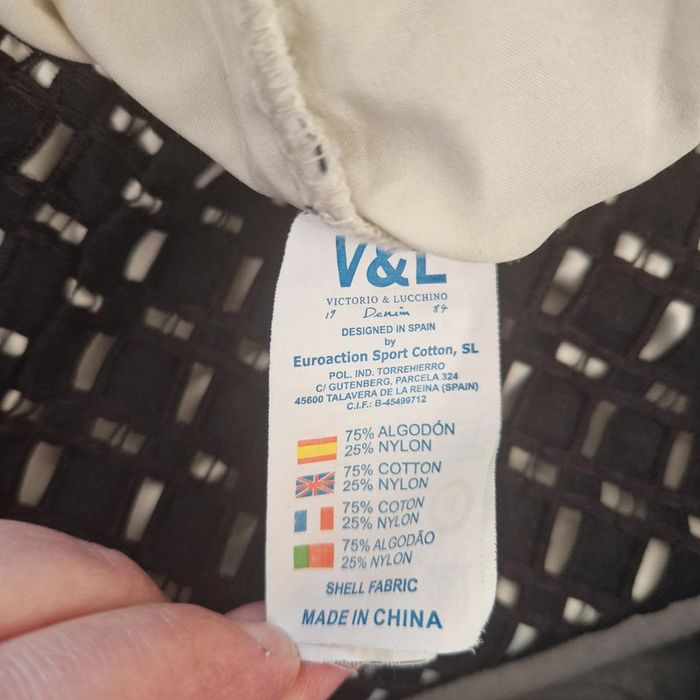 V&L
VICTORIO & LUCCHINO
19 Denim 84
DESIGNED IN SPAIN
by
Euroaction Sport Cotton, SL
POL. IND. TORREHIERRO
C/ GUTENBERG, PARCELA 324
45600 TALAVERA DE LA REINA (SPAIN)
C.I.F.: B-45499712
75% ALGODÓN
25% NYLON
75% COTTON
25% NYLON
75% COTON
25% NYLON
75% ALGODÃO
25% NYLON
SHELL FABRIC
MADE IN CHINA